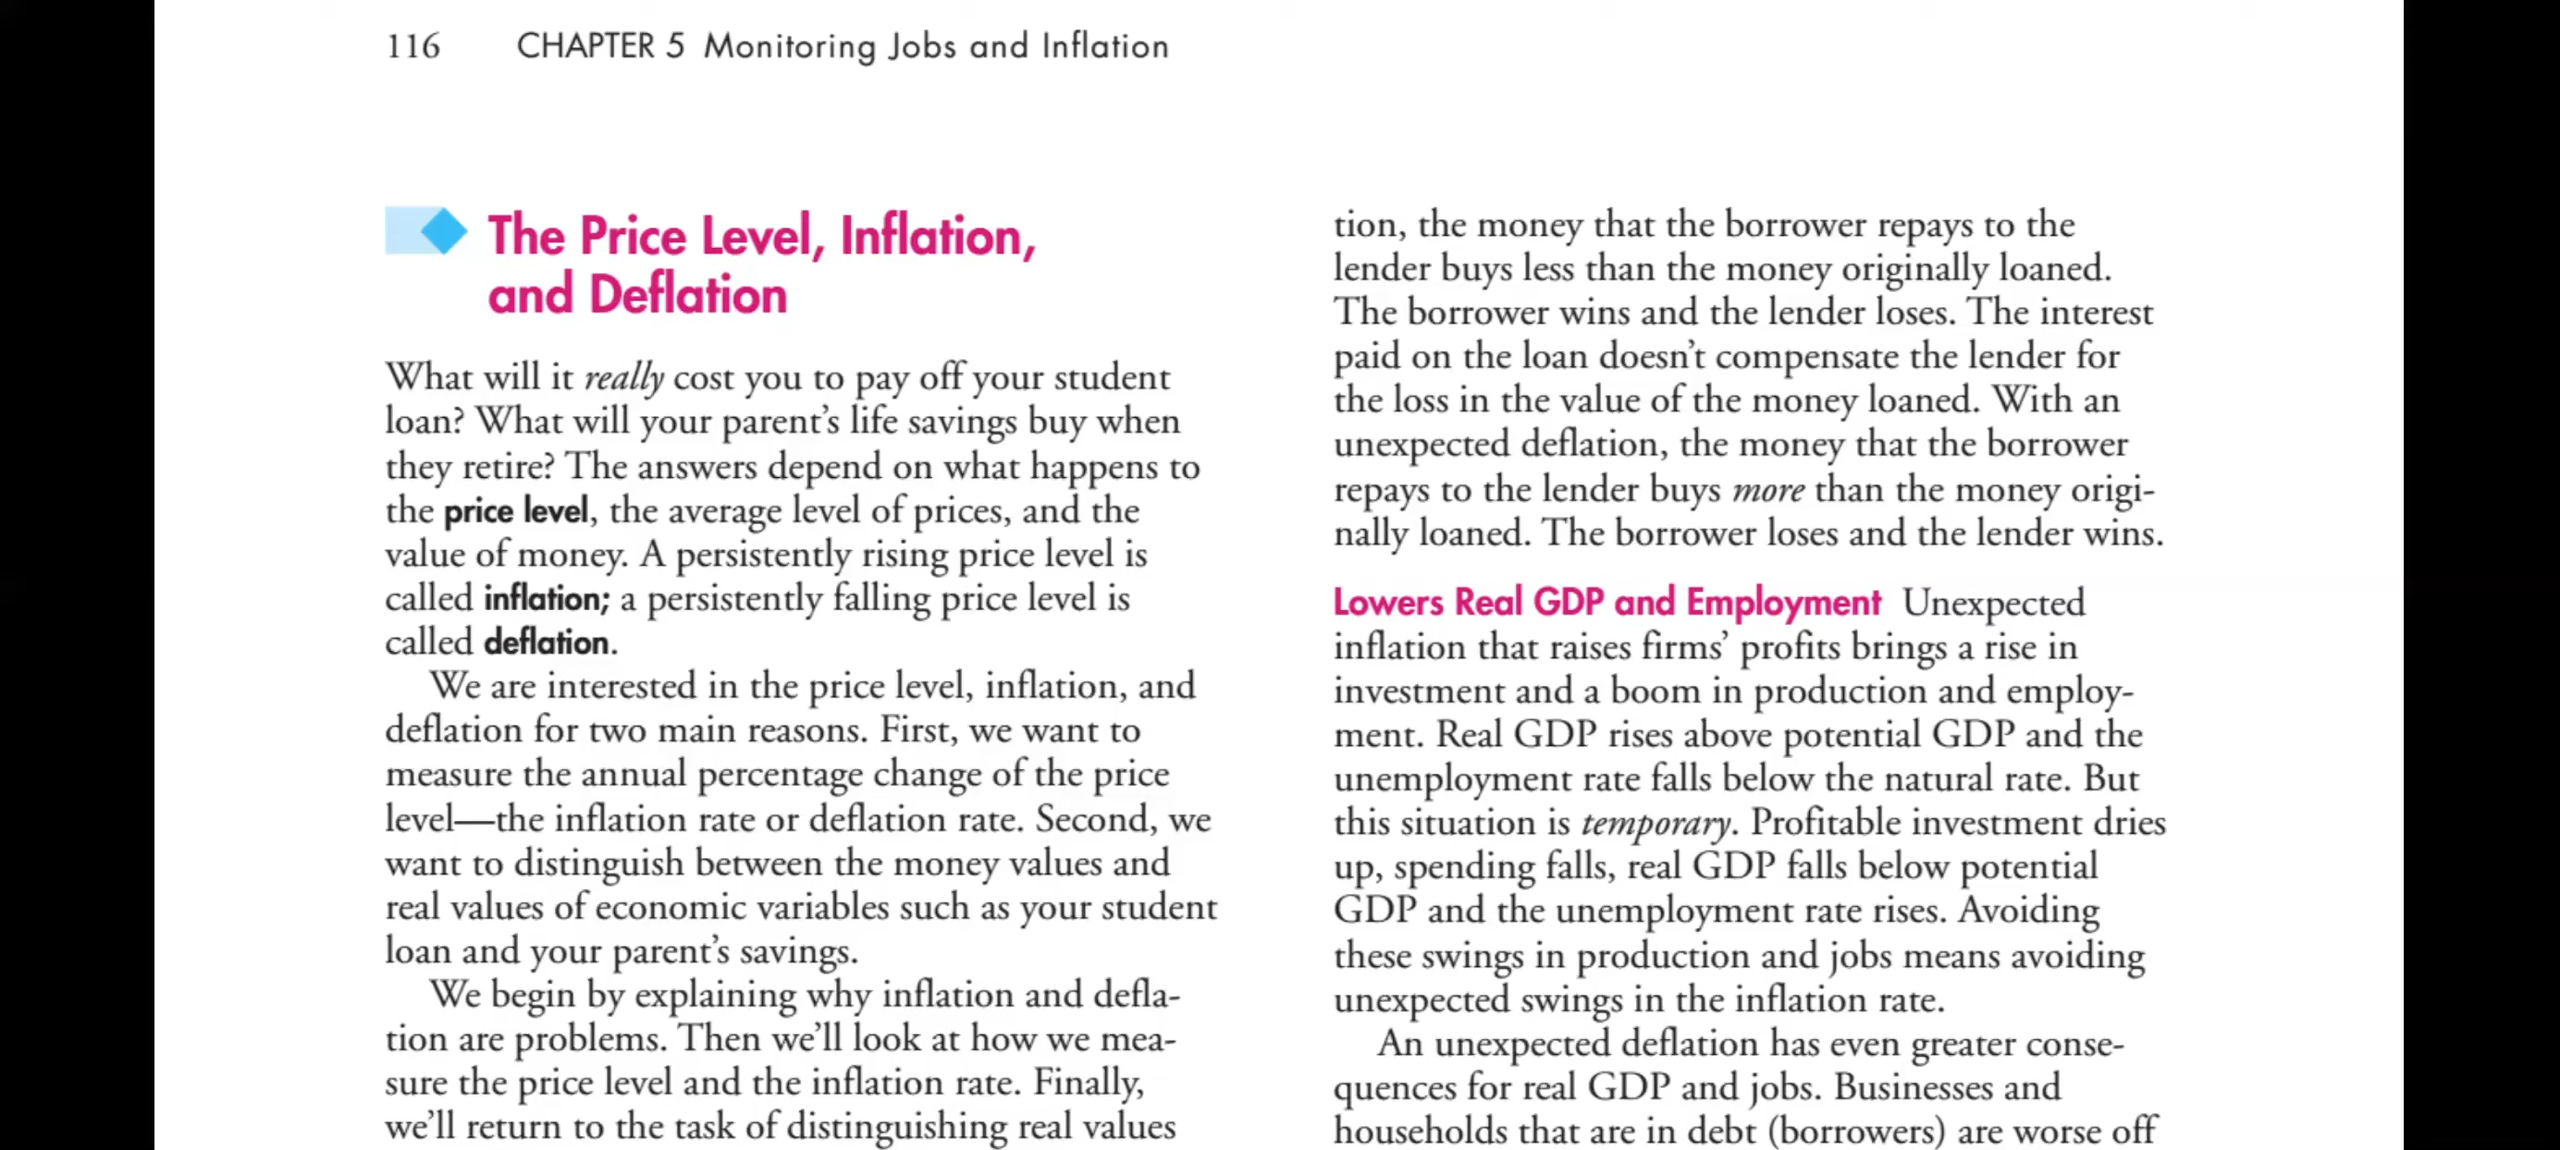 116 CHAPTER 5 Monitoring Jobs and Inflation
The Price Level, Inflation,
and Deflation
What will it really cost you to pay off your student
loan? What will your parent's life savings buy when
they retire? The answers depend on what happens to
the price level, the average level of prices, and the
value of money. A persistently rising price level is
called inflation; a persistently falling price level is
called deflation.
We are interested in the price level, inflation, and
deflation for two main reasons. First, we want to
measure the annual percentage change of the price
level—the inflation rate or deflation rate. Second, we
want to distinguish between the money values and
real values of economic variables such as your student
loan and your parent's savings.
We begin by explaining why inflation and defla-
tion are problems. Then we'll look at how we mea-
sure the price level and the inflation rate. Finally,
we'll return to the task of distinguishing real values
tion, the money that the borrower repays to the
lender buys less than the money originally loaned.
The borrower wins and the lender loses. The interest
paid on the loan doesn't compensate the lender for
the loss in the value of the money loaned. With an
unexpected deflation, the money that the borrower
repays to the lender buys more than the money origi-
nally loaned. The borrower loses and the lender wins.
Lowers Real GDP and Employment Unexpected
inflation that raises firms' profits brings a rise in
investment and a boom in production and employ-
ment. Real GDP rises above potential GDP and the
unemployment rate falls below the natural rate. But
this situation is temporary. Profitable investment dries
up, spending falls, real GDP falls below potential
GDP and the unemployment rate rises. Avoiding
these swings in production and jobs means avoiding
unexpected swings in the inflation rate.
An unexpected deflation has even greater conse-
quences for real GDP and jobs. Businesses and
households that are in debt (borrowers) are worse off